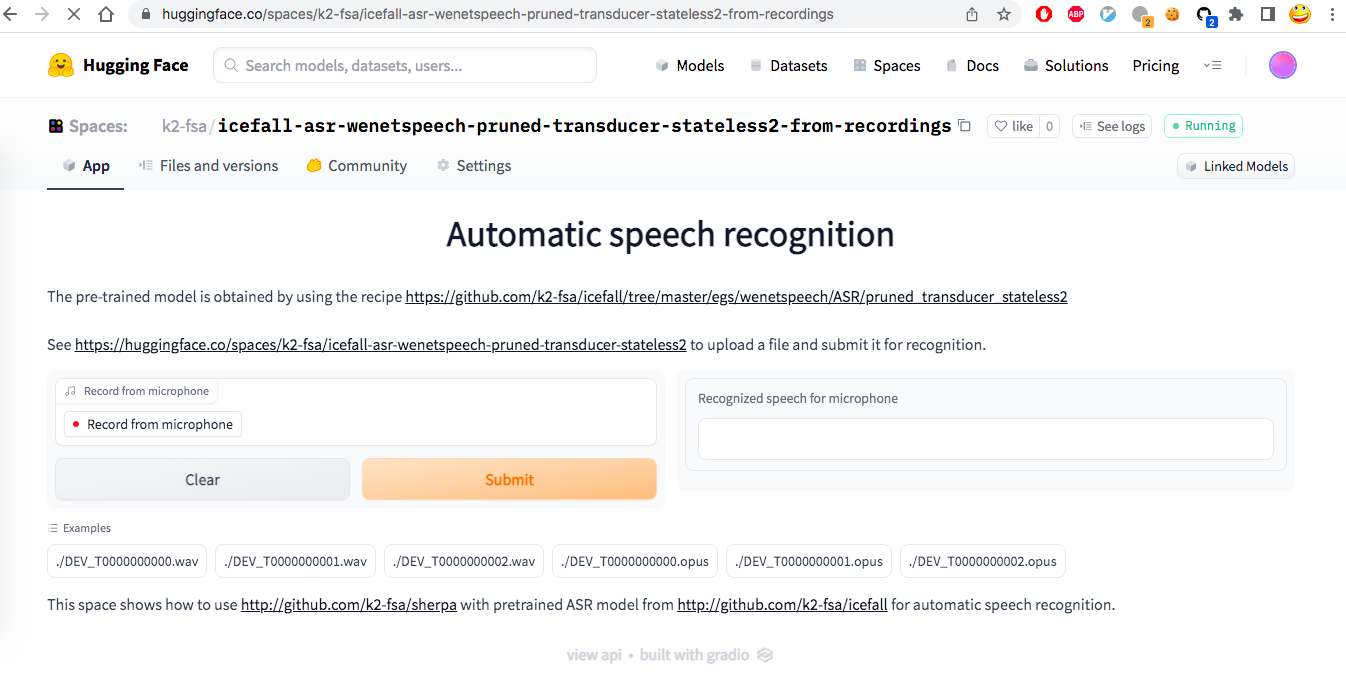 huggingface.co/spaces/k2-fsa/icefall-asr-wenetspeech-pruned-transducer-stateless2-from-recordings
ABP
2
2
Hugging Face
Search models, datasets, users...
Models
Datasets
Spaces
Docs
Solutions
Pricing
Spaces:
k2-fsa/icefall-asr-wenetspeech-pruned-transducer-stateless2-from-recordings
like
0
See logs
Running
App
Files and versions
Community
Settings
Linked Models
Automatic speech recognition
The pre-trained model is obtained by using the recipe https://github.com/k2-fsa/icefall/tree/master/egs/wenetspeech/ASR/pruned_transducer_stateless2
See https://huggingface.co/spaces/k2-fsa/icefall-asr-wenetspeech-pruned-transducer-stateless2 to upload a file and submit it for recognition.
Record from microphone
Record from microphone
Clear
Submit
Recognized speech for microphone
Examples
./DEV_T0000000000.wav
./DEV_T0000000001.wav
./DEV_T0000000002.wav
./DEV_T0000000000.opus
./DEV_T0000000001.opus
./DEV_T0000000002.opus
This space shows how to use http://github.com/k2-fsa/sherpa with pretrained ASR model from http://github.com/k2-fsa/icefall for automatic speech recognition.
view api • built with gradio